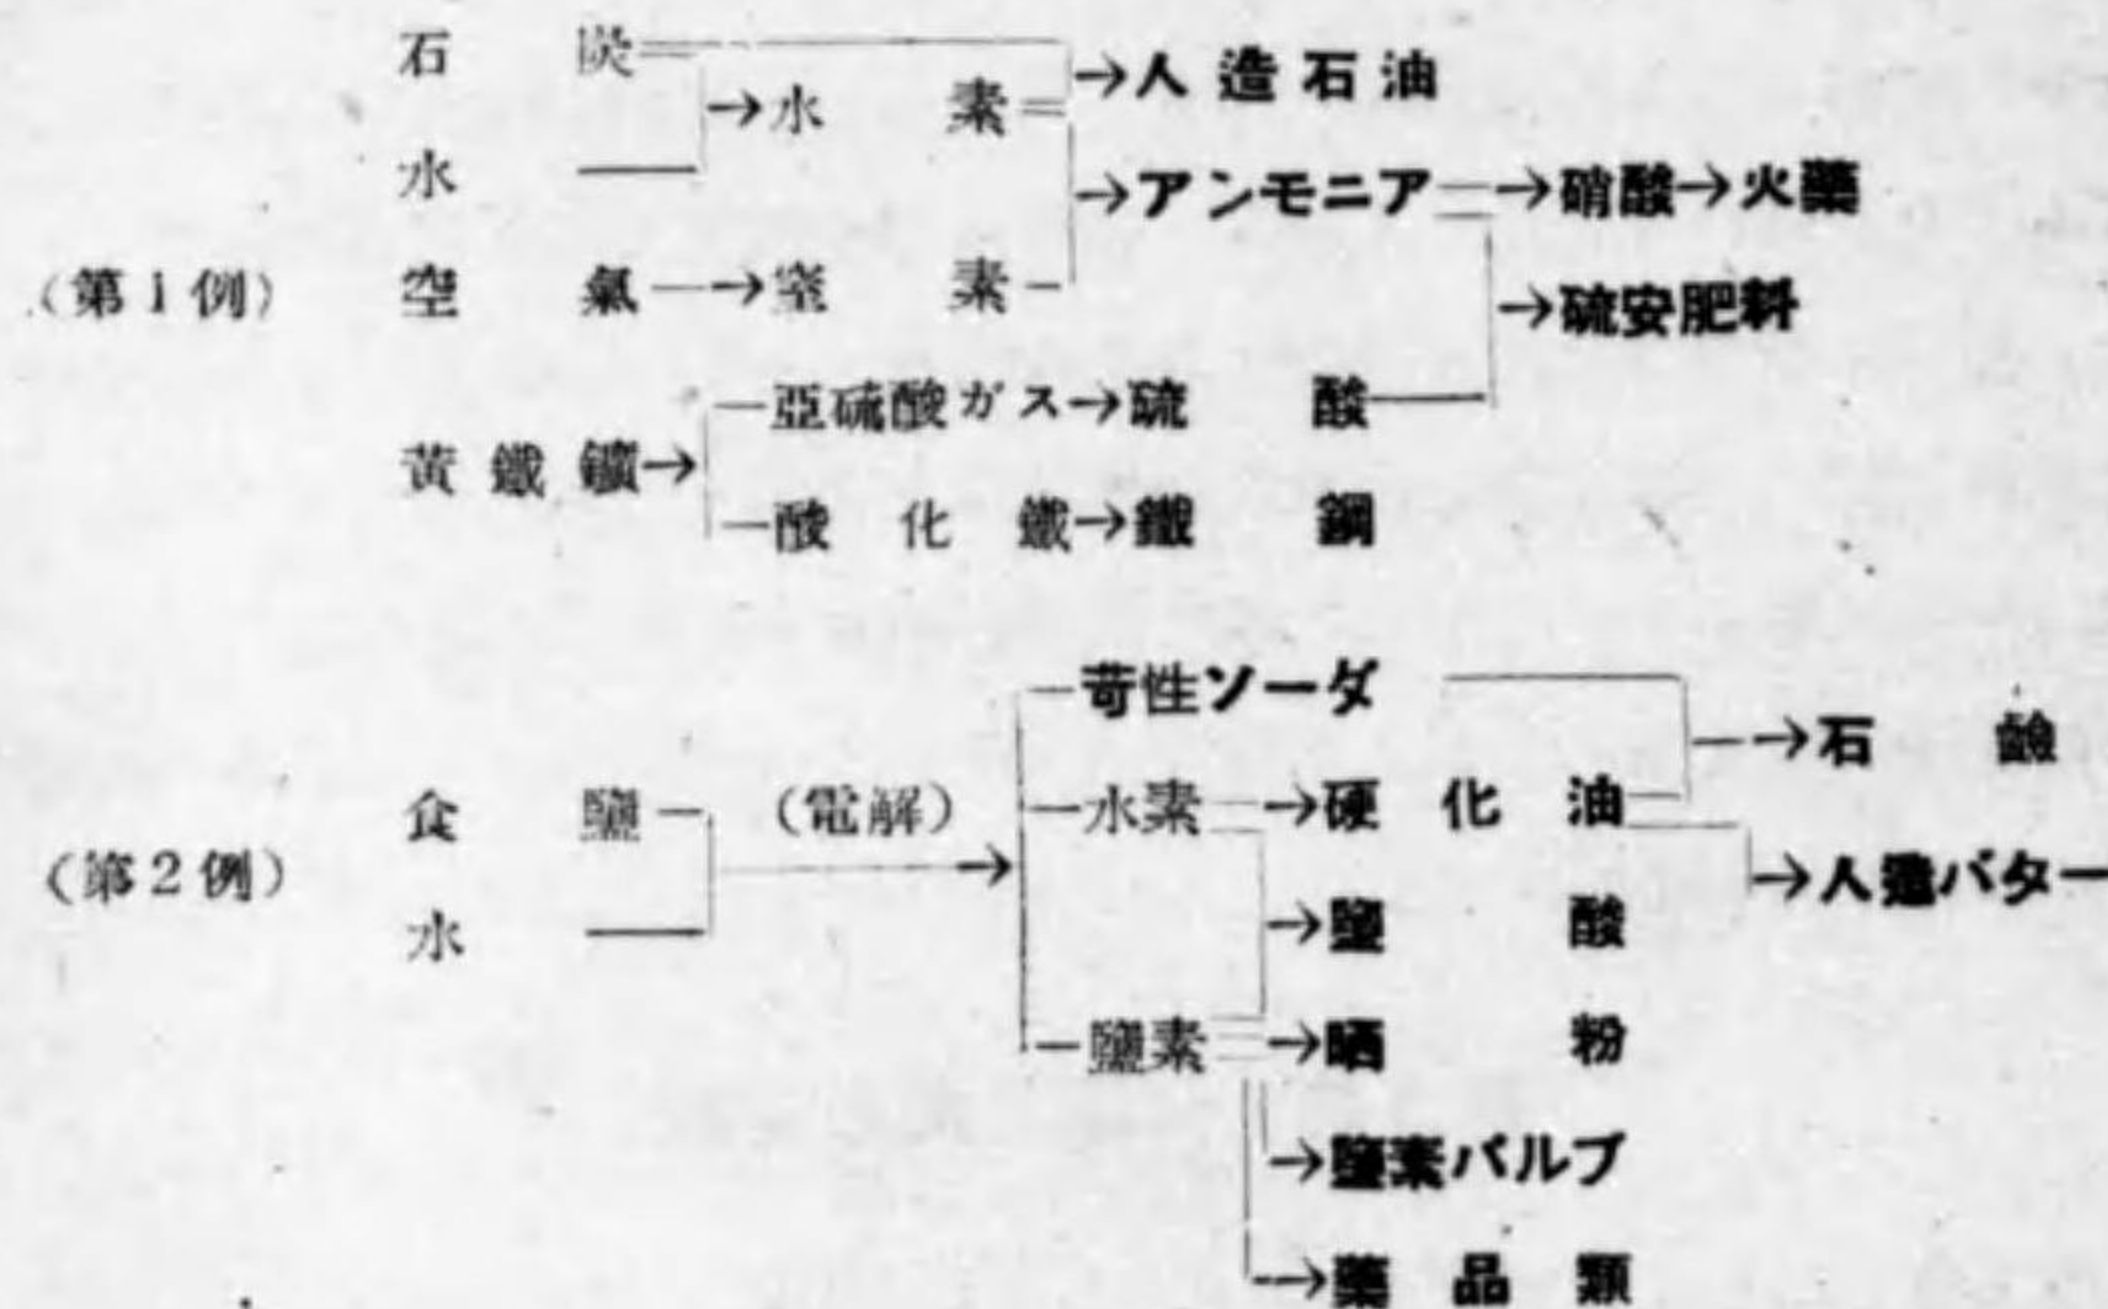 石炭→人造石油
→水素
水→アンモニア→硝酸→火藥
(第1例) 空氣→窒素
→硫安肥料
亞硫酸ガス→硫酸
黃鐵鑛→
酸化鐵→鐵鋼
苛性ソーダ
→石鹼
食鹽 (電解) 水素→硬化油
(第2例) → →人造バター
水 →鹽酸
鹽素→晒粉
→鹽素パルプ
→藥品類